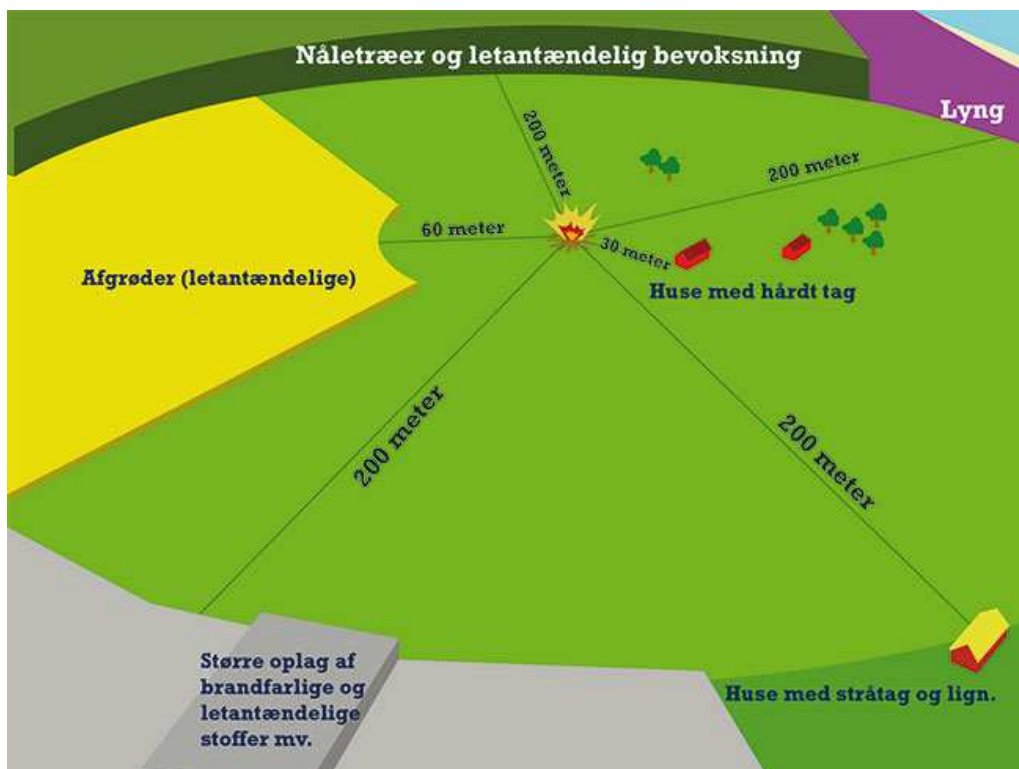 Nåletræer og letantændelig bevoksning
Lyng
200 meter
200 meter
60 meter
30 meter
Afgrøder (letantændelige)
Huse med hårdt tag
200 meter
200 meter
Større oplag af
brandfarlige og
letantændelige
stoffer mv.
Huse med stråtag og lign.